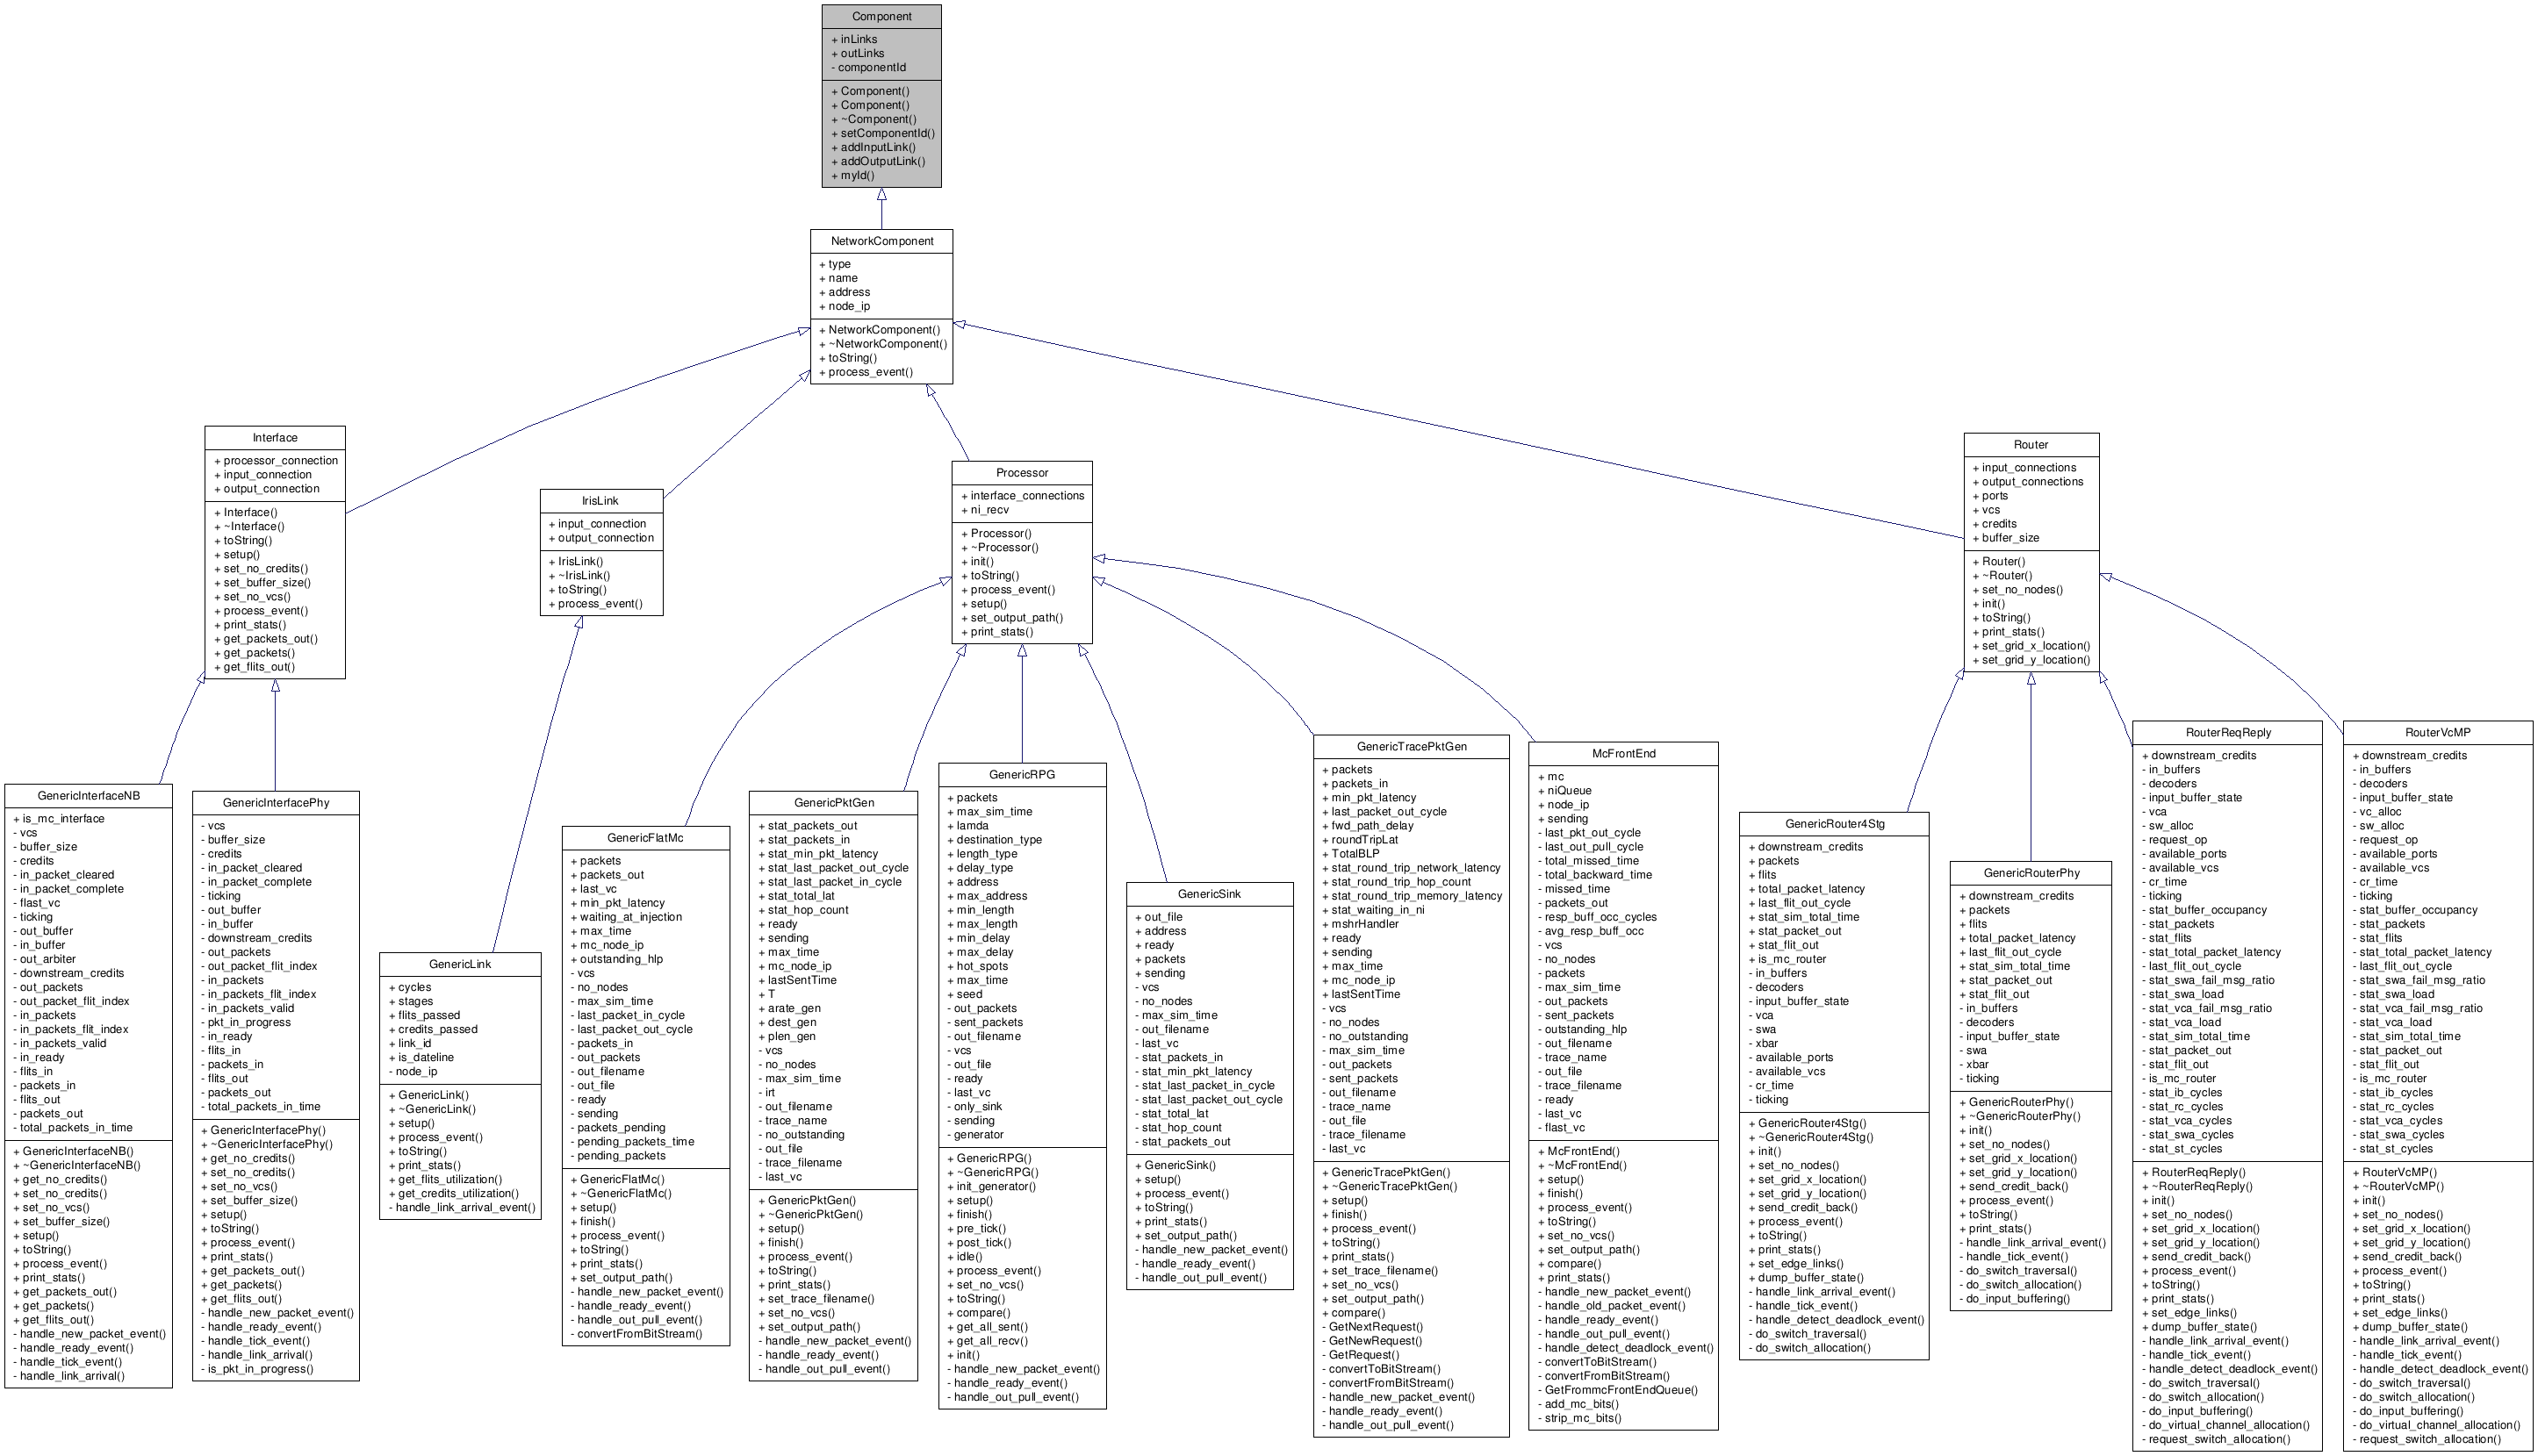 Component
+ inLinks
+ outLinks
- componentId
+ Component()
+ Component()
+ ~Component()
+ setComponentId()
+ addInputLink()
+ addOutputLink()
+ myId()
NetworkComponent
+ type
+ name
+ address
+ node_ip
+ NetworkComponent()
+ ~NetworkComponent()
+ toString()
+ process_event()
Interface
+ processor_connection
+ input_connection
+ output_connection
+ Interface()
+ ~Interface()
+ toString()
+ setup()
+ set_no_credits()
+ set_buffer_size()
+ set_no_vcs()
+ process_event()
+ print_stats()
+ get_packets_out()
+ get_packets()
+ get_flits_out()
IrisLink
+ input_connection
+ output_connection
+ IrisLink()
+ ~IrisLink()
+ toString()
+ process_event()
Processor
+ interface_connections
+ ni_recv
+ Processor()
+ ~Processor()
+ init()
+ toString()
+ process_event()
+ setup()
+ set_output_path()
+ print_stats()
Router
+ input_connections
+ output_connections
+ ports
+ vcs
+ credits
+ buffer_size
+ Router()
+ ~Router()
+ set_no_nodes()
+ init()
+ toString()
+ print_stats()
+ set_grid_x_location()
+ set_grid_y_location()
GenericInterfaceNB
+ is_mc_interface
- vcs
- buffer_size
- credits
- in_packet_cleared
- in_packet_complete
- flast_vc
- ticking
- out_buffer
- in_buffer
- out_arbiter
- downstream_credits
- out_packets
- out_packet_flit_index
- in_packets
- in_packets_flit_index
- in_packets_valid
- in_ready
- flits_in
- packets_in
- flits_out
- packets_out
- total_packets_in_time
+ GenericInterfaceNB()
+ ~GenericInterfaceNB()
+ get_no_credits()
+ set_no_credits()
+ set_no_vcs()
+ set_buffer_size()
+ setup()
+ toString()
+ process_event()
+ print_stats()
+ get_packets_out()
+ get_packets()
+ get_flits_out()
- handle_new_packet_event()
- handle_ready_event()
- handle_tick_event()
- handle_link_arrival()
GenericInterfacePhy
- vcs
- buffer_size
- credits
- in_packet_cleared
- in_packet_complete
- ticking
- out_buffer
- in_buffer
- downstream_credits
- out_packets
- out_packet_flit_index
- in_packets
- in_packets_flit_index
- in_packets_valid
- pkt_in_progress
- in_ready
- flits_in
- packets_in
- flits_out
- packets_out
- total_packets_in_time
+ GenericInterfacePhy()
+ ~GenericInterfacePhy()
+ get_no_credits()
+ set_no_credits()
+ set_no_vcs()
+ set_buffer_size()
+ setup()
+ toString()
+ process_event()
+ print_stats()
+ get_packets_out()
+ get_packets()
+ get_flits_out()
- handle_new_packet_event()
- handle_ready_event()
- handle_tick_event()
- handle_link_arrival()
- is_pkt_in_progress()
GenericLink
+ cycles
+ stages
+ flits_passed
+ credits_passed
+ link_id
+ is_dateline
- node_ip
+ GenericLink()
+ ~GenericLink()
+ setup()
+ process_event()
+ toString()
+ print_stats()
+ get_flits_utilization()
+ get_credits_utilization()
- handle_link_arrival_event()
GenericFlatMc
+ packets
+ packets_out
+ last_vc
+ min_pkt_latency
+ waiting_at_injection
+ max_time
+ mc_node_ip
+ outstanding_hlp
- vcs
- no_nodes
- max_sim_time
- last_packet_in_cycle
- last_packet_out_cycle
- packets_in
- out_packets
- out_filename
- out_file
- ready
- sending
- packets_pending
- pending_packets_time
- pending_packets
+ GenericFlatMc()
+ ~GenericFlatMc()
+ setup()
+ finish()
+ process_event()
+ toString()
+ print_stats()
+ set_output_path()
- handle_new_packet_event()
- handle_ready_event()
- handle_out_pull_event()
- convertFromBitStream()
GenericPktGen
+ stat_packets_out
+ stat_packets_in
+ stat_min_pkt_latency
+ stat_last_packet_out_cycle
+ stat_last_packet_in_cycle
+ stat_total_lat
+ stat_hop_count
+ ready
+ sending
+ max_time
+ mc_node_ip
+ lastSentTime
+ T
+ arate_gen
+ dest_gen
+ plen_gen
- vcs
- no_nodes
- max_sim_time
- irt
- out_filename
- trace_name
- no_outstanding
- out_file
- trace_filename
- last_vc
+ GenericPktGen()
+ ~GenericPktGen()
+ setup()
+ finish()
+ process_event()
+ toString()
+ print_stats()
+ set_trace_filename()
+ set_no_vcs()
+ set_output_path()
- handle_new_packet_event()
- handle_ready_event()
- handle_out_pull_event()
GenericRPG
+ packets
+ max_sim_time
+ lamda
+ destination_type
+ length_type
+ delay_type
+ address
+ max_address
+ min_length
+ max_length
+ min_delay
+ max_delay
+ hot_spots
+ max_time
+ seed
- out_packets
- sent_packets
- out_filename
- vcs
- out_file
- ready
- last_vc
- only_sink
- sending
- generator
+ GenericRPG()
+ ~GenericRPG()
+ init_generator()
+ setup()
+ finish()
+ pre_tick()
+ post_tick()
+ idle()
+ process_event()
+ set_no_vcs()
+ toString()
+ compare()
+ get_all_sent()
+ get_all_recv()
+ init()
- handle_new_packet_event()
- handle_ready_event()
- handle_out_pull_event()
GenericSink
+ out_file
+ address
+ ready
+ packets
+ sending
- vcs
- no_nodes
- max_sim_time
- out_filename
- last_vc
- stat_packets_in
- stat_min_pkt_latency
- stat_last_packet_in_cycle
- stat_last_packet_out_cycle
- stat_total_lat
- stat_hop_count
- stat_packets_out
+ GenericSink()
+ setup()
+ process_event()
+ toString()
+ print_stats()
+ set_output_path()
- handle_new_packet_event()
- handle_ready_event()
- handle_out_pull_event()
GenericTracePktGen
+ packets
+ packets_in
+ min_pkt_latency
+ last_packet_out_cycle
+ fwd_path_delay
+ roundTripLat
+ TotalBLP
+ stat_round_trip_network_latency
+ stat_round_trip_hop_count
+ stat_round_trip_memory_latency
+ stat_waiting_in_ni
+ mshrHandler
+ ready
+ sending
+ max_time
+ mc_node_ip
+ lastSentTime
- vcs
- no_nodes
- no_outstanding
- max_sim_time
- out_packets
- sent_packets
- out_filename
- trace_name
- out_file
- trace_filename
- last_vc
+ GenericTracePktGen()
+ ~GenericTracePktGen()
+ setup()
+ finish()
+ process_event()
+ toString()
+ print_stats()
+ set_trace_filename()
+ set_no_vcs()
+ set_output_path()
+ compare()
- GetNextRequest()
- GetNewRequest()
- GetRequest()
- convertToBitStream()
- convertFromBitStream()
- handle_new_packet_event()
- handle_ready_event()
- handle_out_pull_event()
McFrontEnd
+ mc
+ niQueue
+ node_ip
+ sending
- last_pkt_out_cycle
- last_out_pull_cycle
- total_missed_time
- total_backward_time
- missed_time
- packets_out
- resp_buff_occ_cycles
- avg_resp_buff_occ
- vcs
- no_nodes
- packets
- max_sim_time
- out_packets
- sent_packets
- outstanding_hlp
- out_filename
- trace_name
- out_file
- trace_filename
- ready
- last_vc
- flast_vc
+ McFrontEnd()
+ ~McFrontEnd()
+ setup()
+ finish()
+ process_event()
+ toString()
+ set_no_vcs()
+ set_output_path()
+ compare()
+ print_stats()
- handle_new_packet_event()
- handle_old_packet_event()
- handle_ready_event()
- handle_out_pull_event()
- handle_detect_deadlock_event()
- convertToBitStream()
- convertFromBitStream()
- GetFrommcFrontEndQueue()
- add_mc_bits()
- strip_mc_bits()
GenericRouter4Stg
+ downstream_credits
+ packets
+ flits
+ total_packet_latency
+ last_flit_out_cycle
+ stat_sim_total_time
+ stat_packet_out
+ stat_flit_out
+ is_mc_router
- in_buffers
- decoders
- input_buffer_state
- vca
- swa
- xbar
- available_ports
- available_vcs
- cr_time
- ticking
+ GenericRouter4Stg()
+ ~GenericRouter4Stg()
+ init()
+ set_no_nodes()
+ set_grid_x_location()
+ set_grid_y_location()
+ send_credit_back()
+ process_event()
+ toString()
+ print_stats()
+ set_edge_links()
+ dump_buffer_state()
- handle_link_arrival_event()
- handle_tick_event()
- handle_detect_deadlock_event()
- do_switch_traversal()
- do_switch_allocation()
GenericRouterPhy
+ downstream_credits
+ packets
+ flits
+ total_packet_latency
+ last_flit_out_cycle
+ stat_sim_total_time
+ stat_packet_out
+ stat_flit_out
- in_buffers
- decoders
- input_buffer_state
- swa
- xbar
- ticking
+ GenericRouterPhy()
+ ~GenericRouterPhy()
+ init()
+ set_no_nodes()
+ set_grid_x_location()
+ set_grid_y_location()
+ send_credit_back()
+ process_event()
+ toString()
+ print_stats()
- handle_link_arrival_event()
- handle_tick_event()
- do_switch_traversal()
- do_switch_allocation()
- do_input_buffering()
RouterReqReply
+ downstream_credits
- in_buffers
- decoders
- input_buffer_state
- vca
- sw_alloc
- request_op
- available_ports
- available_vcs
- cr_time
- ticking
- stat_buffer_occupancy
- stat_packets
- stat_flits
- stat_total_packet_latency
- last_flit_out_cycle
- stat_swa_fail_msg_ratio
- stat_swa_load
- stat_vca_fail_msg_ratio
- stat_vca_load
- stat_sim_total_time
- stat_packet_out
- stat_flit_out
- is_mc_router
- stat_ib_cycles
- stat_rc_cycles
- stat_vca_cycles
- stat_swa_cycles
- stat_st_cycles
+ RouterReqReply()
+ ~RouterReqReply()
+ init()
+ set_no_nodes()
+ set_grid_x_location()
+ set_grid_y_location()
+ send_credit_back()
+ process_event()
+ toString()
+ print_stats()
+ set_edge_links()
+ dump_buffer_state()
- handle_link_arrival_event()
- handle_tick_event()
- handle_detect_deadlock_event()
- do_switch_traversal()
- do_switch_allocation()
- do_input_buffering()
- do_virtual_channel_allocation()
- request_switch_allocation()
RouterVcMP
+ downstream_credits
- in_buffers
- decoders
- input_buffer_state
- vc_alloc
- sw_alloc
- request_op
- available_ports
- available_vcs
- cr_time
- ticking
- stat_buffer_occupancy
- stat_packets
- stat_flits
- stat_total_packet_latency
- last_flit_out_cycle
- stat_swa_fail_msg_ratio
- stat_swa_load
- stat_vca_fail_msg_ratio
- stat_vca_load
- stat_sim_total_time
- stat_packet_out
- stat_flit_out
- is_mc_router
- stat_ib_cycles
- stat_rc_cycles
- stat_vca_cycles
- stat_swa_cycles
- stat_st_cycles
+ RouterVcMP()
+ ~RouterVcMP()
+ init()
+ set_no_nodes()
+ set_grid_x_location()
+ set_grid_y_location()
+ send_credit_back()
+ process_event()
+ toString()
+ print_stats()
+ set_edge_links()
+ dump_buffer_state()
- handle_link_arrival_event()
- handle_tick_event()
- handle_detect_deadlock_event()
- do_switch_traversal()
- do_switch_allocation()
- do_input_buffering()
- do_virtual_channel_allocation()
- request_switch_allocation()